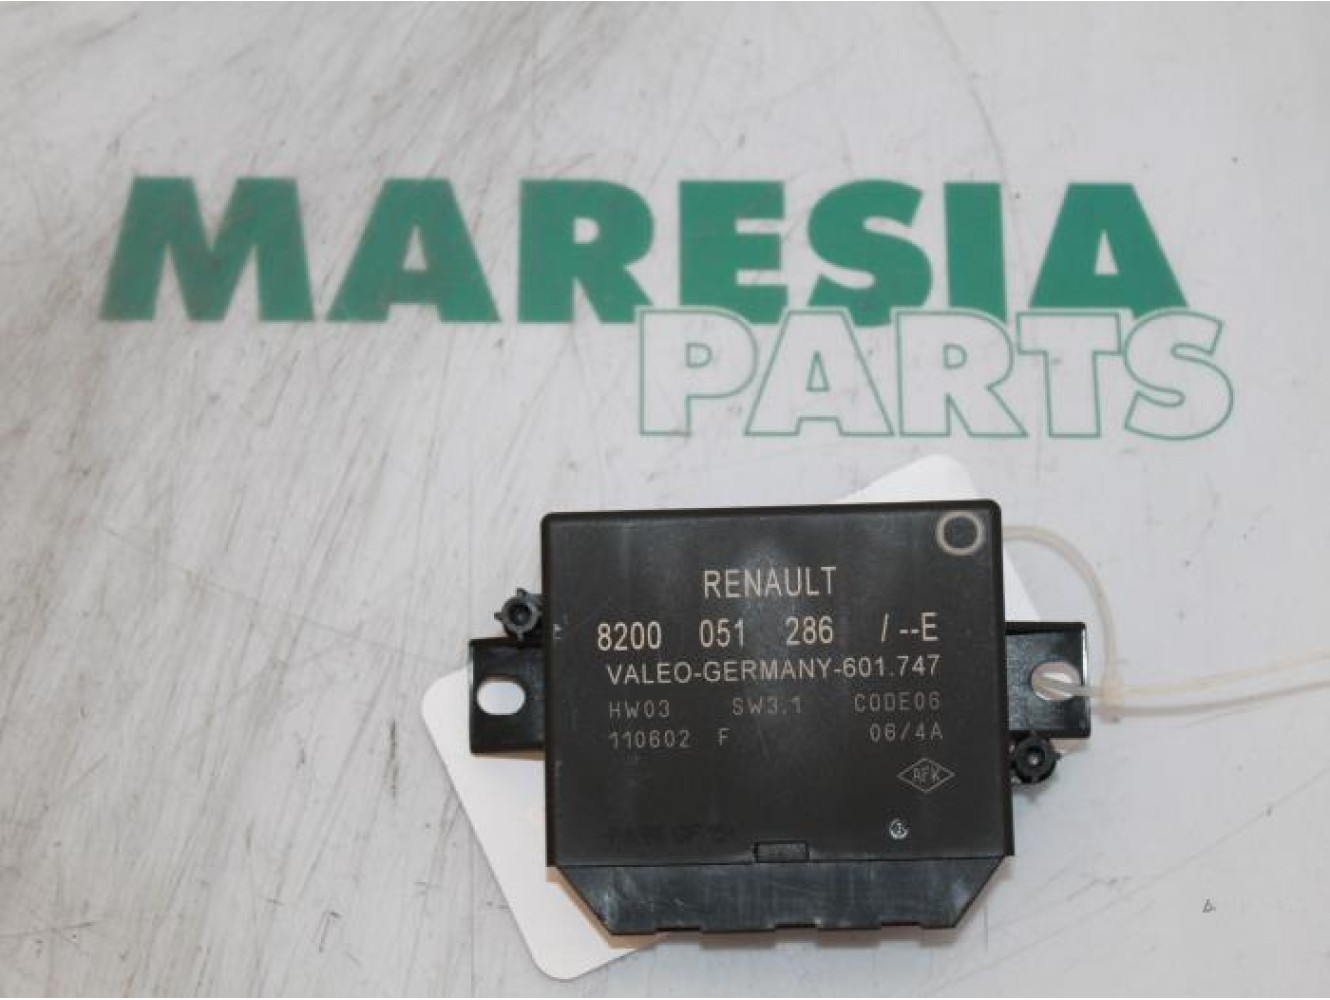 MARESIA
PARTS
RENAULT
8200 051 286 /--E
VALEO-GERMANY-601.747
HW03 SW3.1 CODE06
110602 F 06/4A
AFK